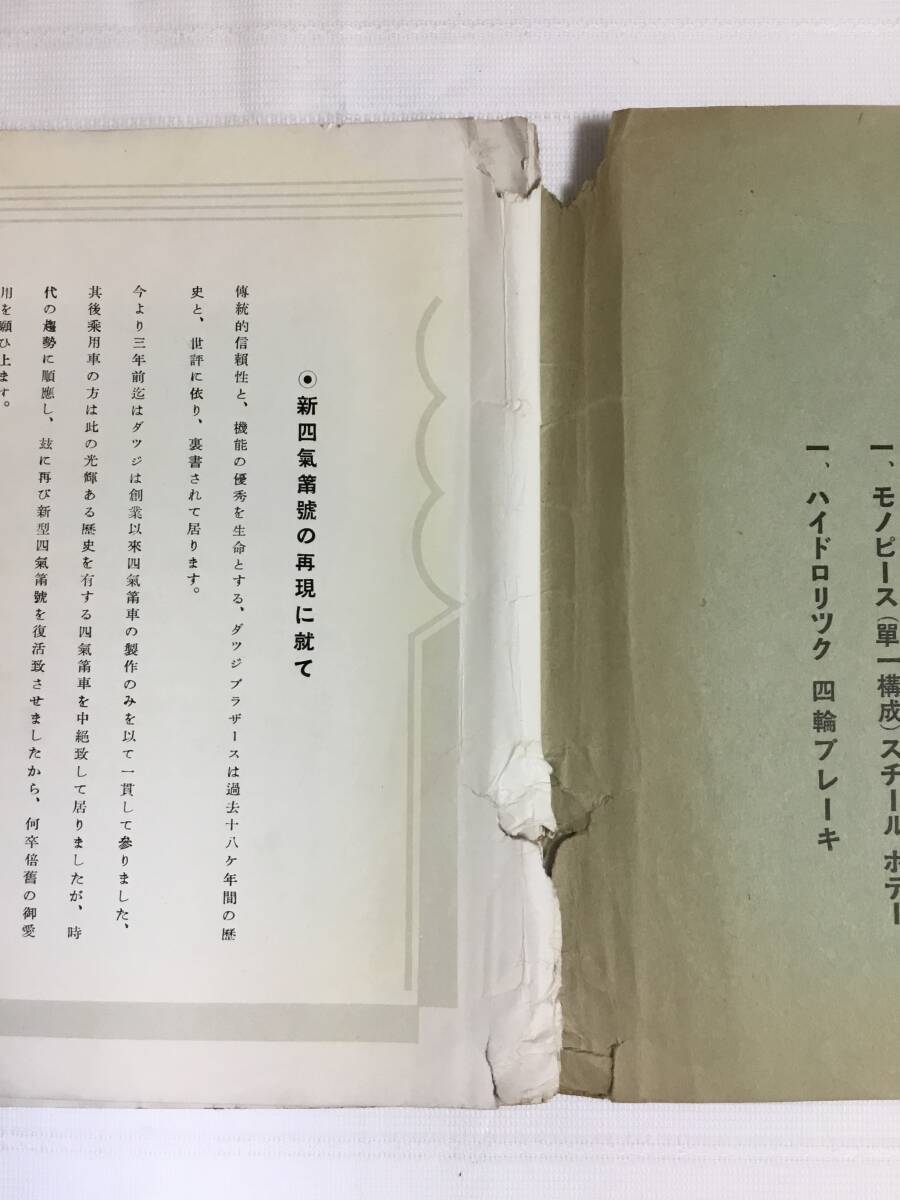 一、モノピース(單一構成)スチール ボデー
一、ハイドロリツク 四輪ブレーキ
◉新四氣筩號の再現に就て
傳統的信賴性と、機能の優秀を生命とする、ダツジ ブラザースは過去十八ケ年間の歷
史と、世評に依り、裏書されて居ります。
今より三年前迄はダツジは創業以來四氣筩車の製作のみを以て一貫して參りました、
其後乘用車の方は此の光輝ある歷史を有する四氣筩車を中絕致して居りましたが、時
代の趨勢に順應し、玆に再び新型四氣筩號を復活致させましたから、何卒倍舊の御愛
用を願ひ上ます。